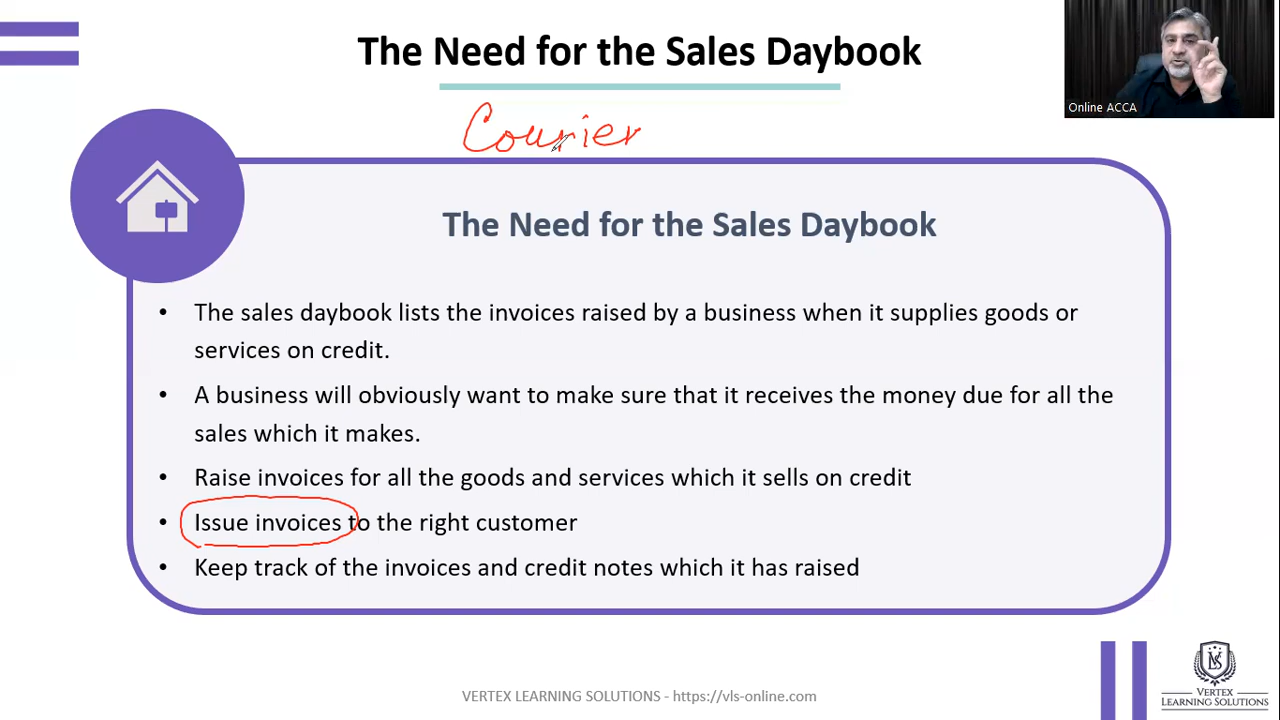 The Need for the Sales Daybook
Online ACCA
Courier
The Need for the Sales Daybook
• The sales daybook lists the invoices raised by a business when it supplies goods or
services on credit.
• A business will obviously want to make sure that it receives the money due for all the
sales which it makes.
• Raise invoices for all the goods and services which it sells on credit
• Issue invoices to the right customer
• Keep track of the invoices and credit notes which it has raised
VERTEX LEARNING SOLUTIONS - https://vls-online.com
VERTEX
LEARNING SOLUTIONS